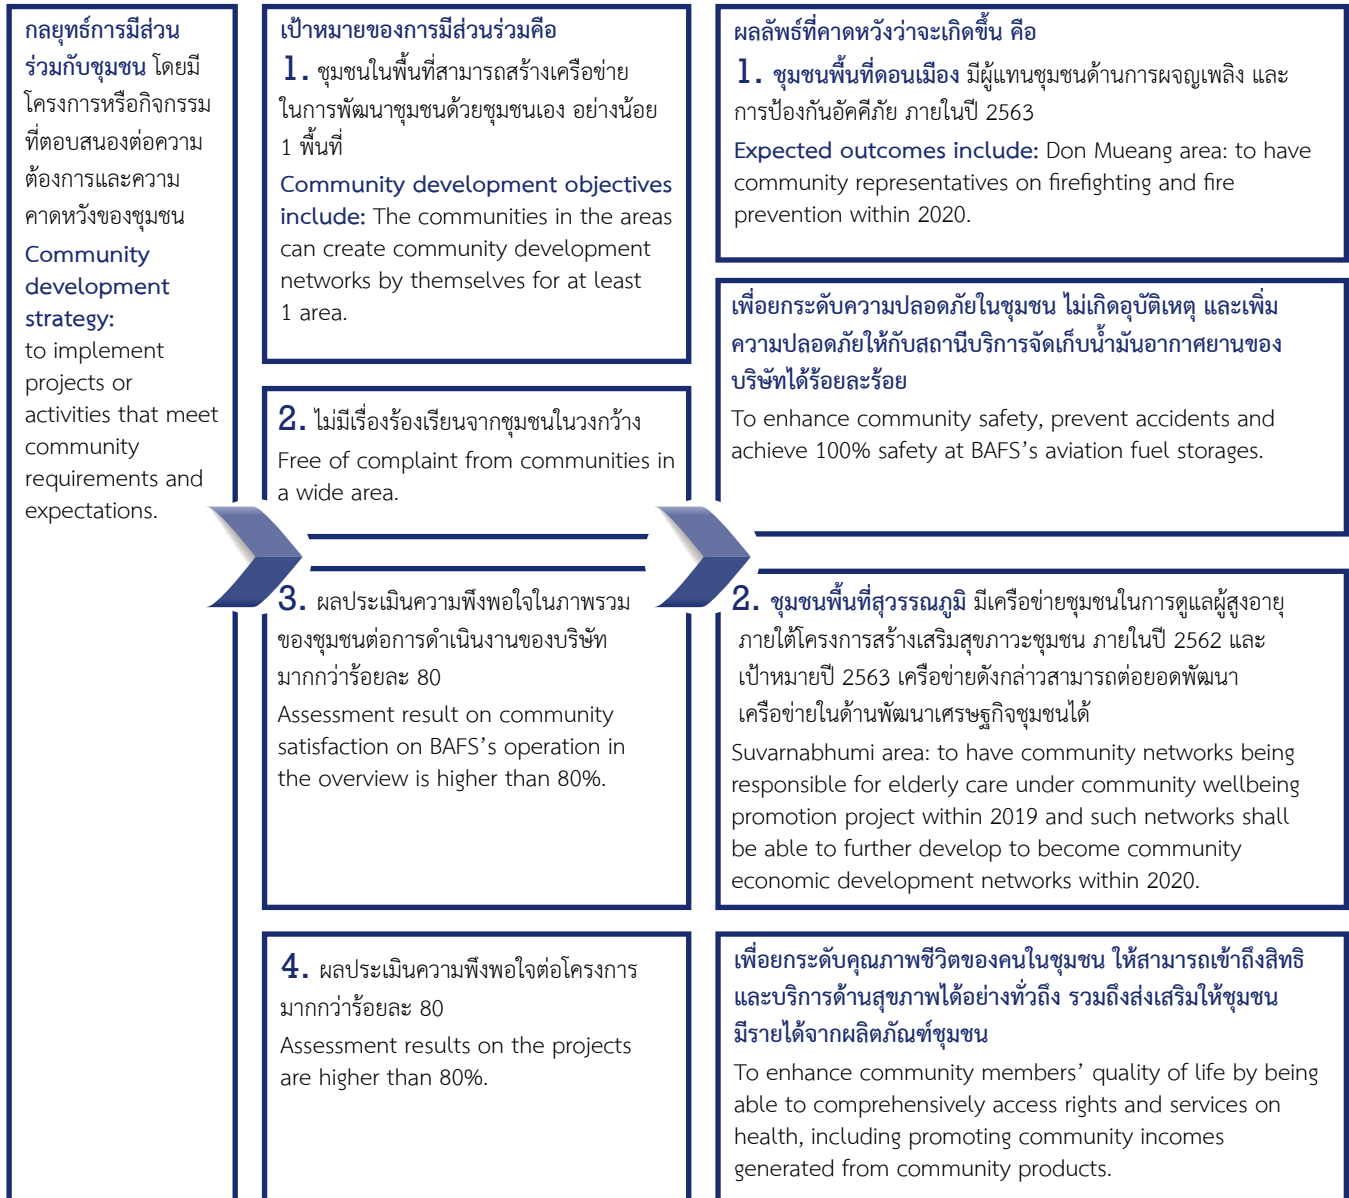 กลยุทธ์การมีส่วน
ร่วมกับชุมชน โดยมี
โครงการหรือกิจกรรม
ที่ตอบสนองต่อความ
ต้องการและความ
คาดหวังของชุมชน
Community
development
strategy:
to implement
projects or
activities that meet
community
requirements and
expectations.
เป้าหมายของการมีส่วนร่วมคือ
1. ชุมชนในพื้นที่สามารถสร้างเครือข่าย
ในการพัฒนาชุมชนด้วยชุมชนเอง อย่างน้อย
1 พื้นที่
Community development objectives
include: The communities in the areas
can create community development
networks by themselves for at least
1 area.
2. ไม่มีเรื่องร้องเรียนจากชุมชนในวงกว้าง
Free of complaint from communities in
a wide area.
3. ผลประเมินความพึงพอใจในภาพรวม
ของชุมชนต่อการดำเนินงานของบริษัท
มากกว่าร้อยละ 80
Assessment result on community
satisfaction on BAFS’s operation in
the overview is higher than 80%.
4. ผลประเมินความพึงพอใจต่อโครงการ
มากกว่าร้อยละ 80
Assessment results on the projects
are higher than 80%.
ผลลัพธ์ที่คาดหวังว่าจะเกิดขึ้น คือ
1. ชุมชนพื้นที่ดอนเมือง มีผู้แทนชุมชนด้านการผจญเพลิง และ
การป้องกันอัคคีภัย ภายในปี 2563
Expected outcomes include: Don Mueang area: to have
community representatives on firefighting and fire
prevention within 2020.
เพื่อยกระดับความปลอดภัยในชุมชน ไม่เกิดอุบัติเหตุ และเพิ่ม
ความปลอดภัยให้กับสถานีบริการจัดเก็บน้ำมันอากาศยานของ
บริษัทได้ร้อยละร้อย
To enhance community safety, prevent accidents and
achieve 100% safety at BAFS’s aviation fuel storages.
2. ชุมชนพื้นที่สุวรรณภูมิ มีเครือข่ายชุมชนในการดูแลผู้สูงอายุ
ภายใต้โครงการสร้างเสริมสุขภาวะชุมชน ภายในปี 2562 และ
เป้าหมายปี 2563 เครือข่ายดังกล่าวสามารถต่อยอดพัฒนา
เครือข่ายในด้านพัฒนาเศรษฐกิจชุมชนได้
Suvarnabhumi area: to have community networks being
responsible for elderly care under community wellbeing
promotion project within 2019 and such networks shall
be able to further develop to become community
economic development networks within 2020.
เพื่อยกระดับคุณภาพชีวิตของคนในชุมชน ให้สามารถเข้าถึงสิทธิ
และบริการด้านสุขภาพได้อย่างทั่วถึง รวมถึงส่งเสริมให้ชุมชน
มีรายได้จากผลิตภัณฑ์ชุมชน
To enhance community members’ quality of life by being
able to comprehensively access rights and services on
health, including promoting community incomes
generated from community products.